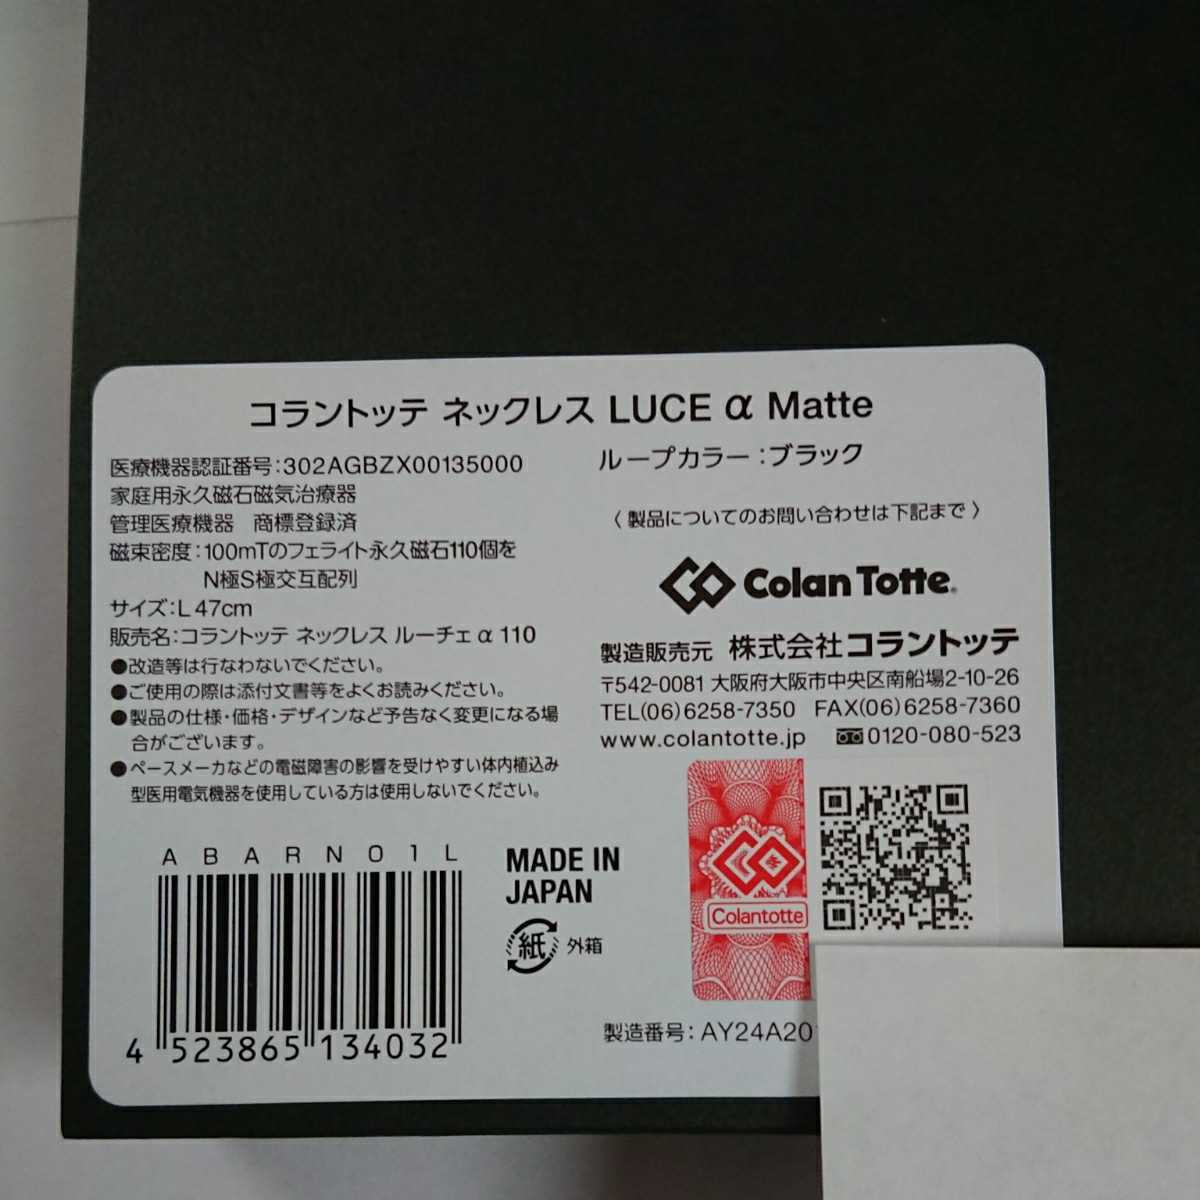 コラントッテ ネックレス LUCE α Matte
医療機器認証番号:302AGBZX00135000
家庭用永久磁石磁気治療器
管理医療機器 商標登録済
磁束密度:100mTのフェライト永久磁石110個を
N極S極交互配列
サイズ:L 47cm
販売名:コラントッテ ネックレス ルーチェ α 110
●改造等は行なわないでください。
●ご使用の際は添付文書等をよくお読みください。
●製品の仕様・価格・デザインなど予告なく変更になる場
合がございます。
●ペースメーカなどの電磁障害の影響を受けやすい体内植込み
型医用電気機器を使用している方は使用しないでください。
ループカラー:ブラック
〈 製品についてのお問い合わせは下記まで 〉
Colan Totte®
製造販売元 株式会社コラントッテ
〒542-0081 大阪府大阪市中央区南船場2-10-26
TEL(06)6258-7350 FAX(06)6258-7360
www.colantotte.jp 0120-080-523
ABARN01L
4 523865 134032
MADE IN
JAPAN
紙 外箱
Colantotte
製造番号:AY24A20